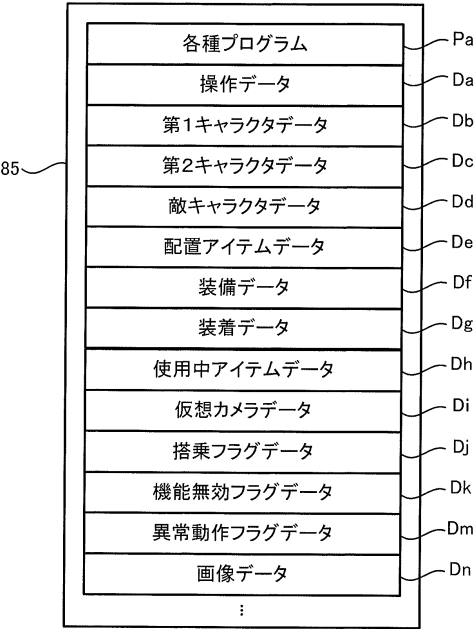 各種プログラム Pa
操作データ Da
第1キャラクタデータ Db
第2キャラクタデータ Dc
85
敵キャラクタデータ Dd
配置アイテムデータ De
装備データ Df
装着データ Dg
使用中アイテムデータ Dh
仮想カメラデータ Di
搭乗フラグデータ Dj
機能無効フラグデータ Dk
異常動作フラグデータ Dm
画像データ Dn
⋮